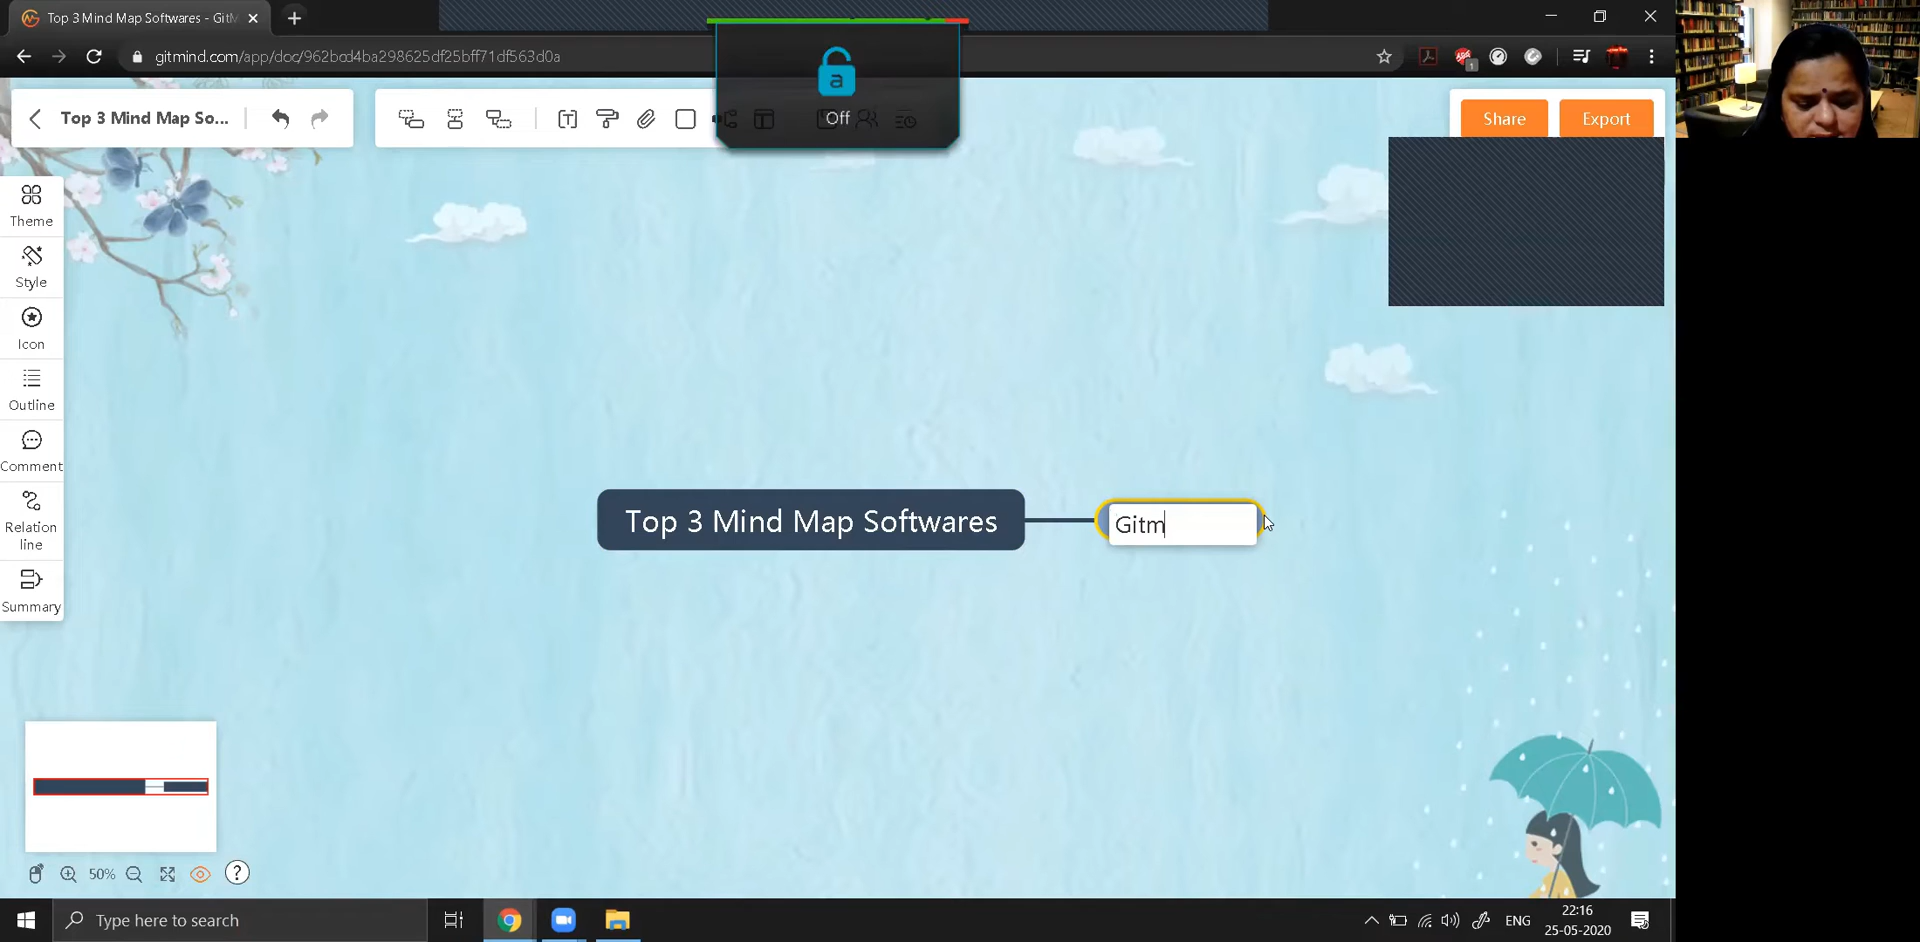 Top 3 Mind Map Softwares - GitM
gitmind.com/app/doc/962bcd4ba298625df25bff71df563d0a
1
Top 3 Mind Map So...
a
Off
Share
Export
Theme
Style
Icon
Outline
Comment
Relation
line
Summary
Top 3 Mind Map Softwares
Gitm
50%
?
Type here to search
ENG
22:16
25-05-2020